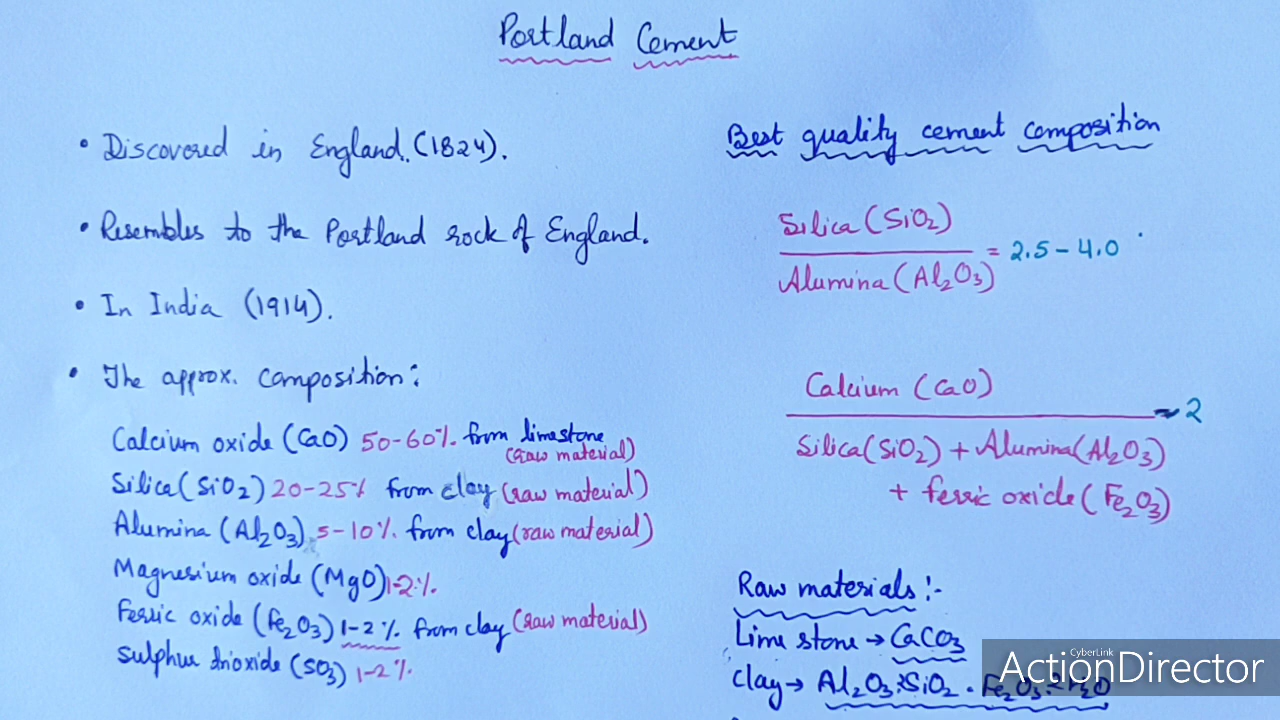 Portland Cement
• Discovered in England. (1824).
• Resembles to the Portland rock of England.
• In India (1914).
• The approx. composition:
Calcium oxide (CaO) 50-60% from limestone
(raw material)
Silica (SiO2) 20-25% from clay (raw material)
Alumina (Al2O3) 5-10% from clay (raw material)
Magnesium oxide (MgO) 1-2%.
Ferric oxide (Fe2O3) 1-2% from clay (raw material)
Sulphur trioxide (SO3) 1-2%.
Best quality cement composition
Silica (SiO2)
Alumina (Al2O3) = 2.5 - 4.0
Calcium (CaO)
= 2
Silica (SiO2) + Alumina (Al2O3)
+ ferric oxide (Fe2O3)
Raw materials :-
Lime stone → CaCO3
clay → Al2O3 . SiO2 . Fe2O3 . 2H2O
CyberLink
ActionDirector